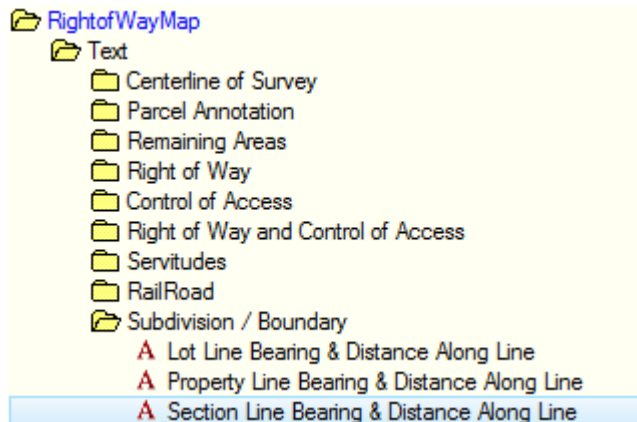 RightofWayMap
Text
Centerline of Survey
Parcel Annotation
Remaining Areas
Right of Way
Control of Access
Right of Way and Control of Access
Servitudes
RailRoad
Subdivision / Boundary
A Lot Line Bearing & Distance Along Line
A Property Line Bearing & Distance Along Line
A Section Line Bearing & Distance Along Line